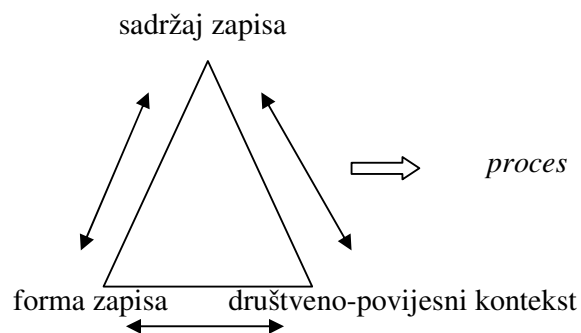 sadržaj zapisa
proces
forma zapisa
društveno-povijesni kontekst